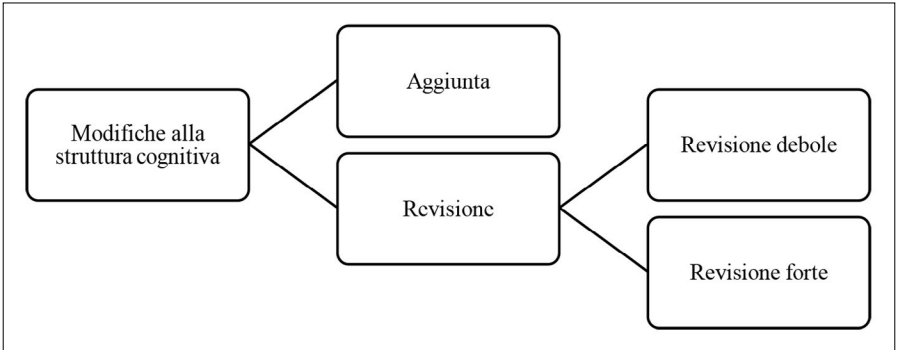 Modifiche alla
struttura cognitiva
Aggiunta
Revisione
Revisione debole
Revisione forte